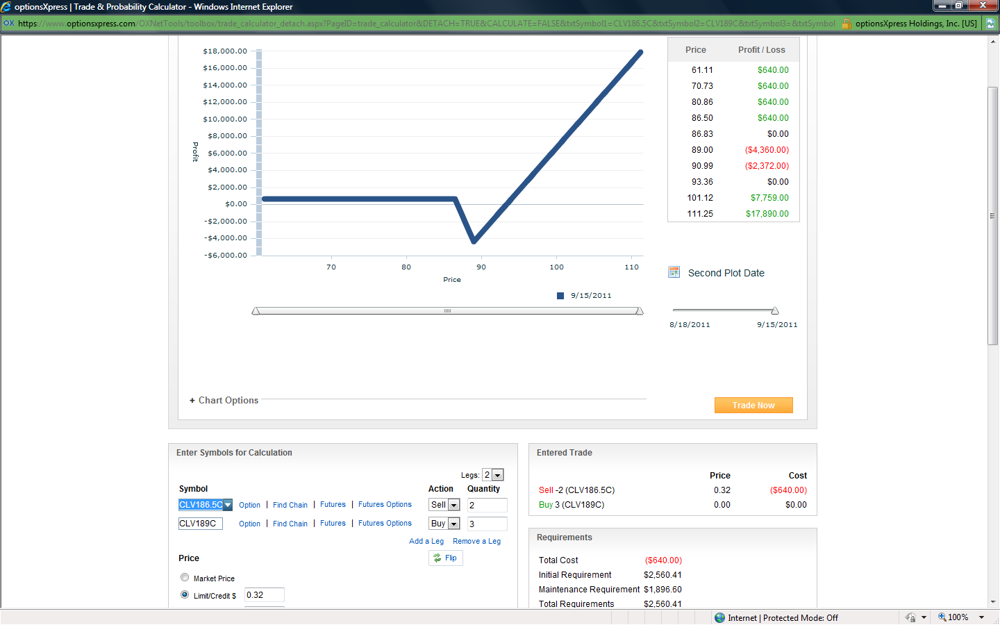 optionsXpress | Trade & Probability Calculator - Windows Internet Explorer
OX https://www.optionsxpress.com/OXNetTools/toolbox/trade_calculator_detach.aspx?PageID=trade_calculator&DETACH=TRUE&CALCULATE=FALSE&txtSymbol1=CLV186.5C&txtSymbol2=CLV189C&txtSymbol3=&txtSymbol optionsXpress Holdings, Inc. [US]
$18,000.00
$16,000.00
$14,000.00
$12,000.00
$10,000.00
$8,000.00
$6,000.00
$4,000.00
$2,000.00
$0.00
-$2,000.00
-$4,000.00
-$6,000.00
Profit
70 80 90 100 110
Price
9/15/2011
Price Profit / Loss
61.11 $640.00
70.73 $640.00
80.86 $640.00
86.50 $640.00
86.83 $0.00
89.00 ($4,360.00)
90.99 ($2,372.00)
93.36 $0.00
101.12 $7,759.00
111.25 $17,890.00
Second Plot Date
8/18/2011 9/15/2011
+ Chart Options
Trade Now
Enter Symbols for Calculation
Legs: 2
Symbol Action Quantity
CLV186.5C Option | Find Chain | Futures | Futures Options Sell 2
CLV189C Option | Find Chain | Futures | Futures Options Buy 3
Add a Leg Remove a Leg
Price Flip
Market Price
Limit/Credit $ 0.32
Entered Trade
Price Cost
Sell -2 (CLV186.5C) 0.32 ($640.00)
Buy 3 (CLV189C) 0.00 $0.00
Requirements
Total Cost ($640.00)
Initial Requirement $2,560.41
Maintenance Requirement $1,896.60
Total Requirements $2,560.41
Internet | Protected Mode: Off 100%